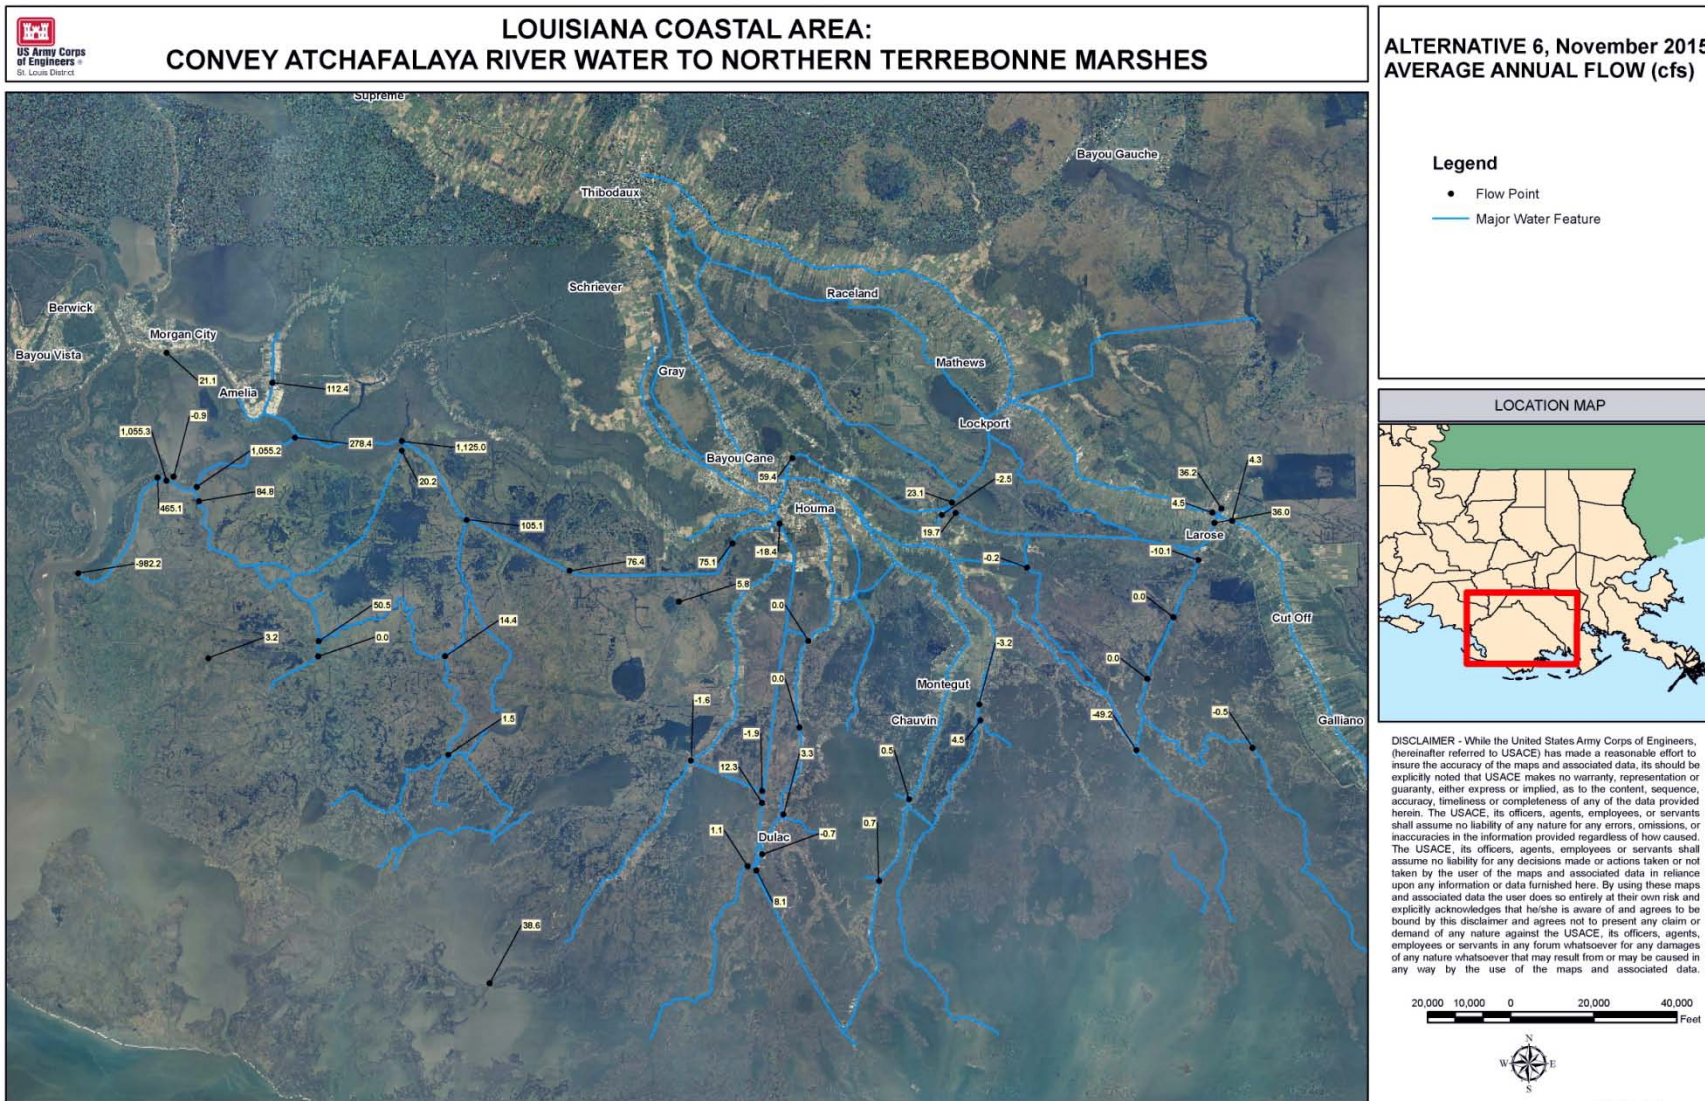 US Army Corps
of Engineers ®
St. Louis District
LOUISIANA COASTAL AREA:
CONVEY ATCHAFALAYA RIVER WATER TO NORTHERN TERREBONNE MARSHES
ALTERNATIVE 6, November 2015
AVERAGE ANNUAL FLOW (cfs)
Legend
Flow Point
Major Water Feature
Supreme
Bayou Gauche
Thibodaux
Schriever
Raceland
Berwick
Morgan City
Bayou Vista
21.1
Amelia
112.4
Gray
Mathews
-0.9
1,055.3
1,055.2
278.4
1,125.0
Lockport
Bayou Cane
59.4
20.2
84.8
465.1
23.1
-2.5
36.2
4.3
4.5
36.0
Houma
19.7
Larose
105.1
-18.4
75.1
76.4
-0.2
-10.1
-982.2
5.8
50.5
0.0
0.0
Cut Off
3.2
0.0
14.4
-3.2
0.0
0.0
Montegut
-1.6
Chauvin
1.5
-1.9
3.3
4.5
-49.2
-0.5
Galliano
12.3
0.5
1.1
Dulac
-0.7
0.7
8.1
38.6
LOCATION MAP
DISCLAIMER - While the United States Army Corps of Engineers,
(hereinafter referred to USACE) has made a reasonable effort to
insure the accuracy of the maps and associated data, its should be
explicitly noted that USACE makes no warranty, representation or
guaranty, either express or implied, as to the content, sequence,
accuracy, timeliness or completeness of any of the data provided
herein. The USACE, its officers, agents, employees, or servants
shall assume no liability of any nature for any errors, omissions, or
inaccuracies in the information provided regardless of how caused.
The USACE, its officers, agents, employees or servants shall
assume no liability for any decisions made or actions taken or not
taken by the user of the maps and associated data in reliance
upon any information or data furnished here. By using these maps
and associated data the user does so entirely at their own risk and
explicitly acknowledges that he/she is aware of and agrees to be
bound by this disclaimer and agrees not to present any claim or
demand of any nature against the USACE, its officers, agents,
employees or servants in any forum whatsoever for any damages
of any nature whatsoever that may result from or may be caused in
any way by the use of the maps and associated data.
20,000 10,000 0 20,000 40,000
Feet
N
W E
S